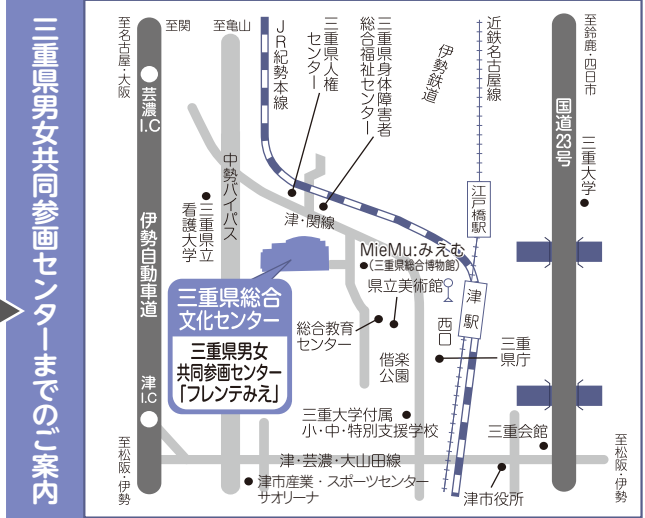 三重県男女共同参画センターまでのご案内
至名古屋・大阪
至関
至亀山
JR紀勢本線
三重県人権
センター
三重県身体障害者
総合福祉センター
伊勢鉄道
近鉄名古屋線
至鈴鹿・四日市
芸濃
I.C
国道23号
三重大学
中勢バイパス
三重県立
看護大学
津・関線
江戸橋駅
伊勢自動車道
MieMu:みえむ
(三重県総合博物館)
県立美術館
津駅
西口
三重県総合
文化センター
三重県男女
共同参画センター
「フレンテみえ」
総合教育
センター
偕楽
公園
三重
県庁
津
I.C
三重大学付属
小・中・特別支援学校
三重会館
至松阪・伊勢
津・芸濃・大山田線
至松阪・伊勢
津市産業・スポーツセンター
サオリーナ
津市役所